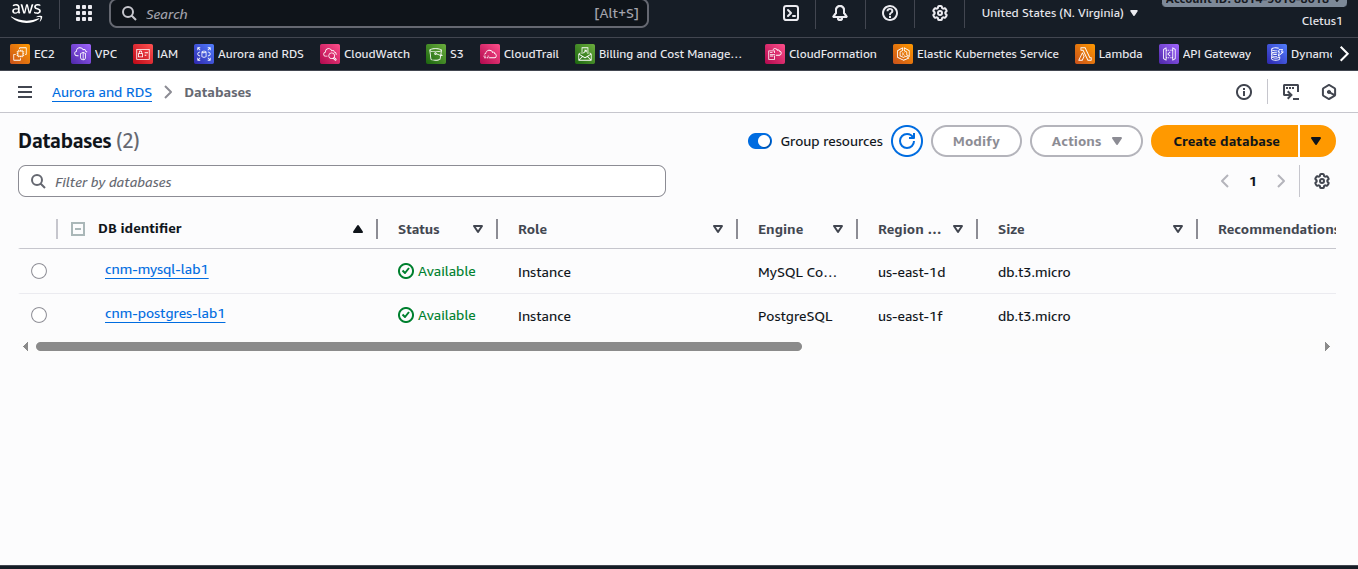 aws
Search [Alt+S] United States (N. Virginia)
Cletus1
EC2 VPC IAM Aurora and RDS CloudWatch S3 CloudTrail Billing and Cost Manage... CloudFormation Elastic Kubernetes Service Lambda API Gateway Dynam
Aurora and RDS Databases
Databases (2) Group resources Modify Actions Create database
Filter by databases 1
DB identifier Status Role Engine Region ... Size Recommendations
cnm-mysql-lab1 Available Instance MySQL Co... us-east-1d db.t3.micro
cnm-postgres-lab1 Available Instance PostgreSQL us-east-1f db.t3.micro